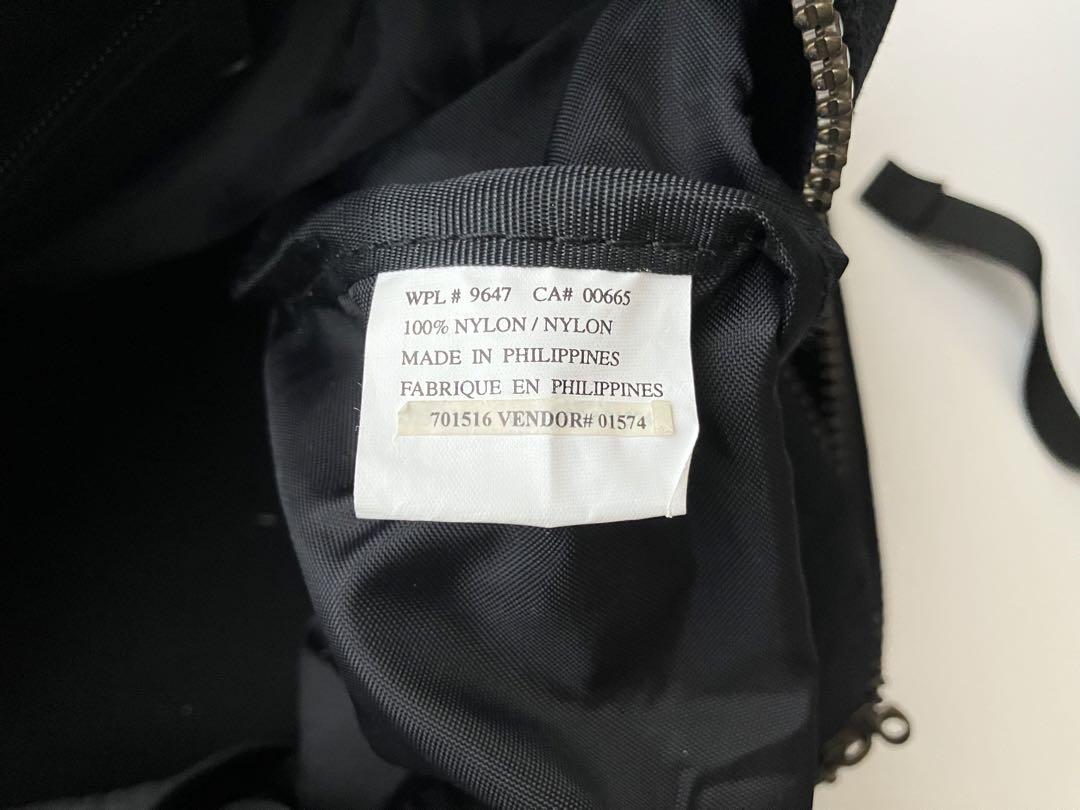 WPL # 9647 CA# 00665
100% NYLON / NYLON
MADE IN PHILIPPINES
FABRIQUE EN PHILIPPINES
701516 VENDOR# 01574